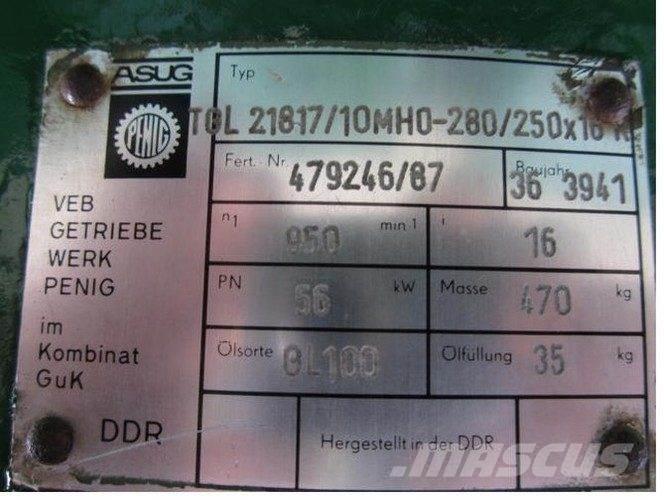 ASUG
PENIG
VEB
GETRIEBE
WERK
PENIG
im
Kombinat
GuK
DDR
Typ
TGL 21817/10MHO-280/250x16
Fert.-Nr. 479246/87
Baujahr 36 3941
n1 950 min-1
i 16
PN 56 kW
Masse 470 kg
Ölsorte GL100
Ölfüllung 35 kg
Hergestellt in der DDR
MASCUS